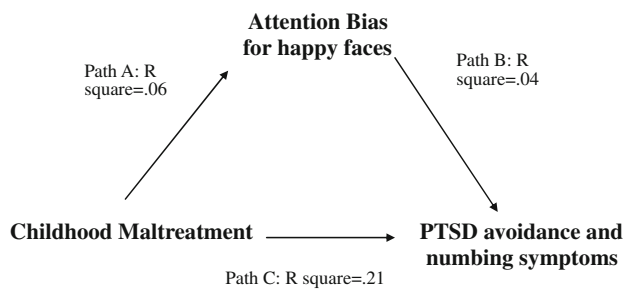 Attention Bias
for happy faces
Path A: R
square=.06
Path B: R
square=.04
Childhood Maltreatment
PTSD avoidance and
numbing symptoms
Path C: R square=.21